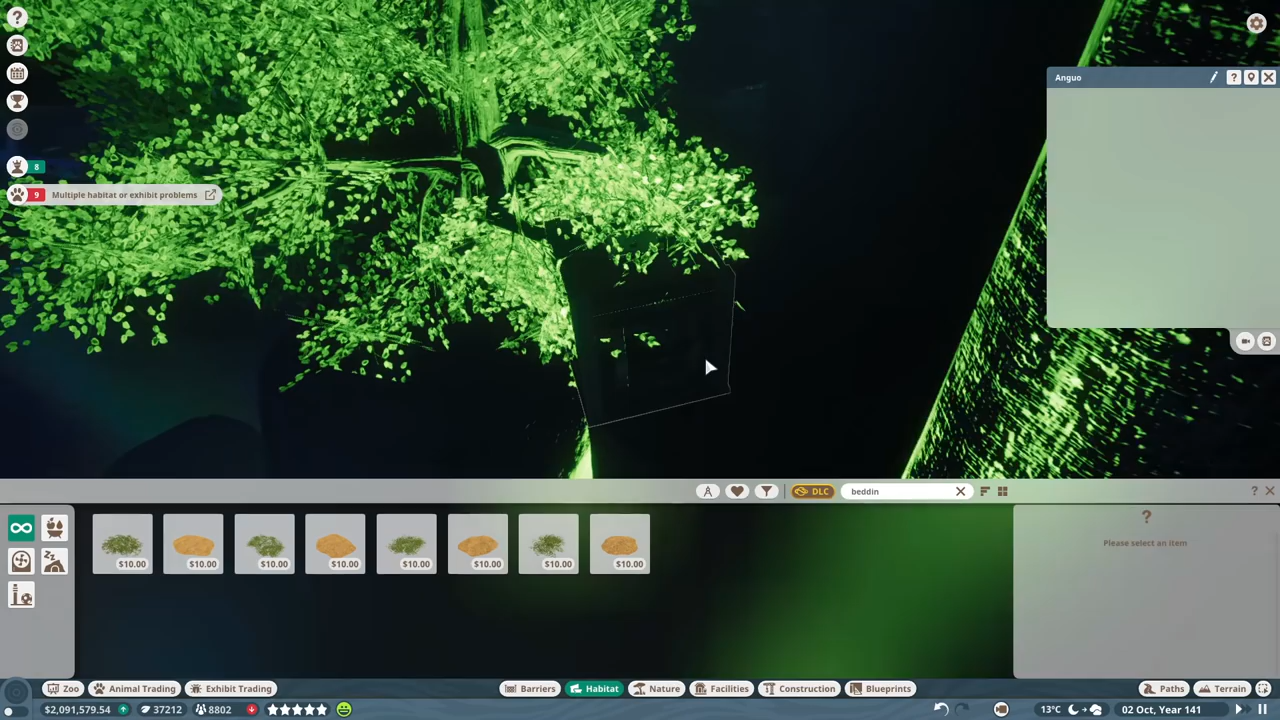 Anguo
8
9 Multiple habitat or exhibit problems
DLC
beddin
$10.00 $10.00 $10.00 $10.00 $10.00 $10.00 $10.00 $10.00
?
Please select an item
Zoo Animal Trading Exhibit Trading Barriers Habitat Nature Facilities Construction Blueprints Paths Terrain
$2,091,579.54 37212 8802 13°C 02 Oct, Year 141